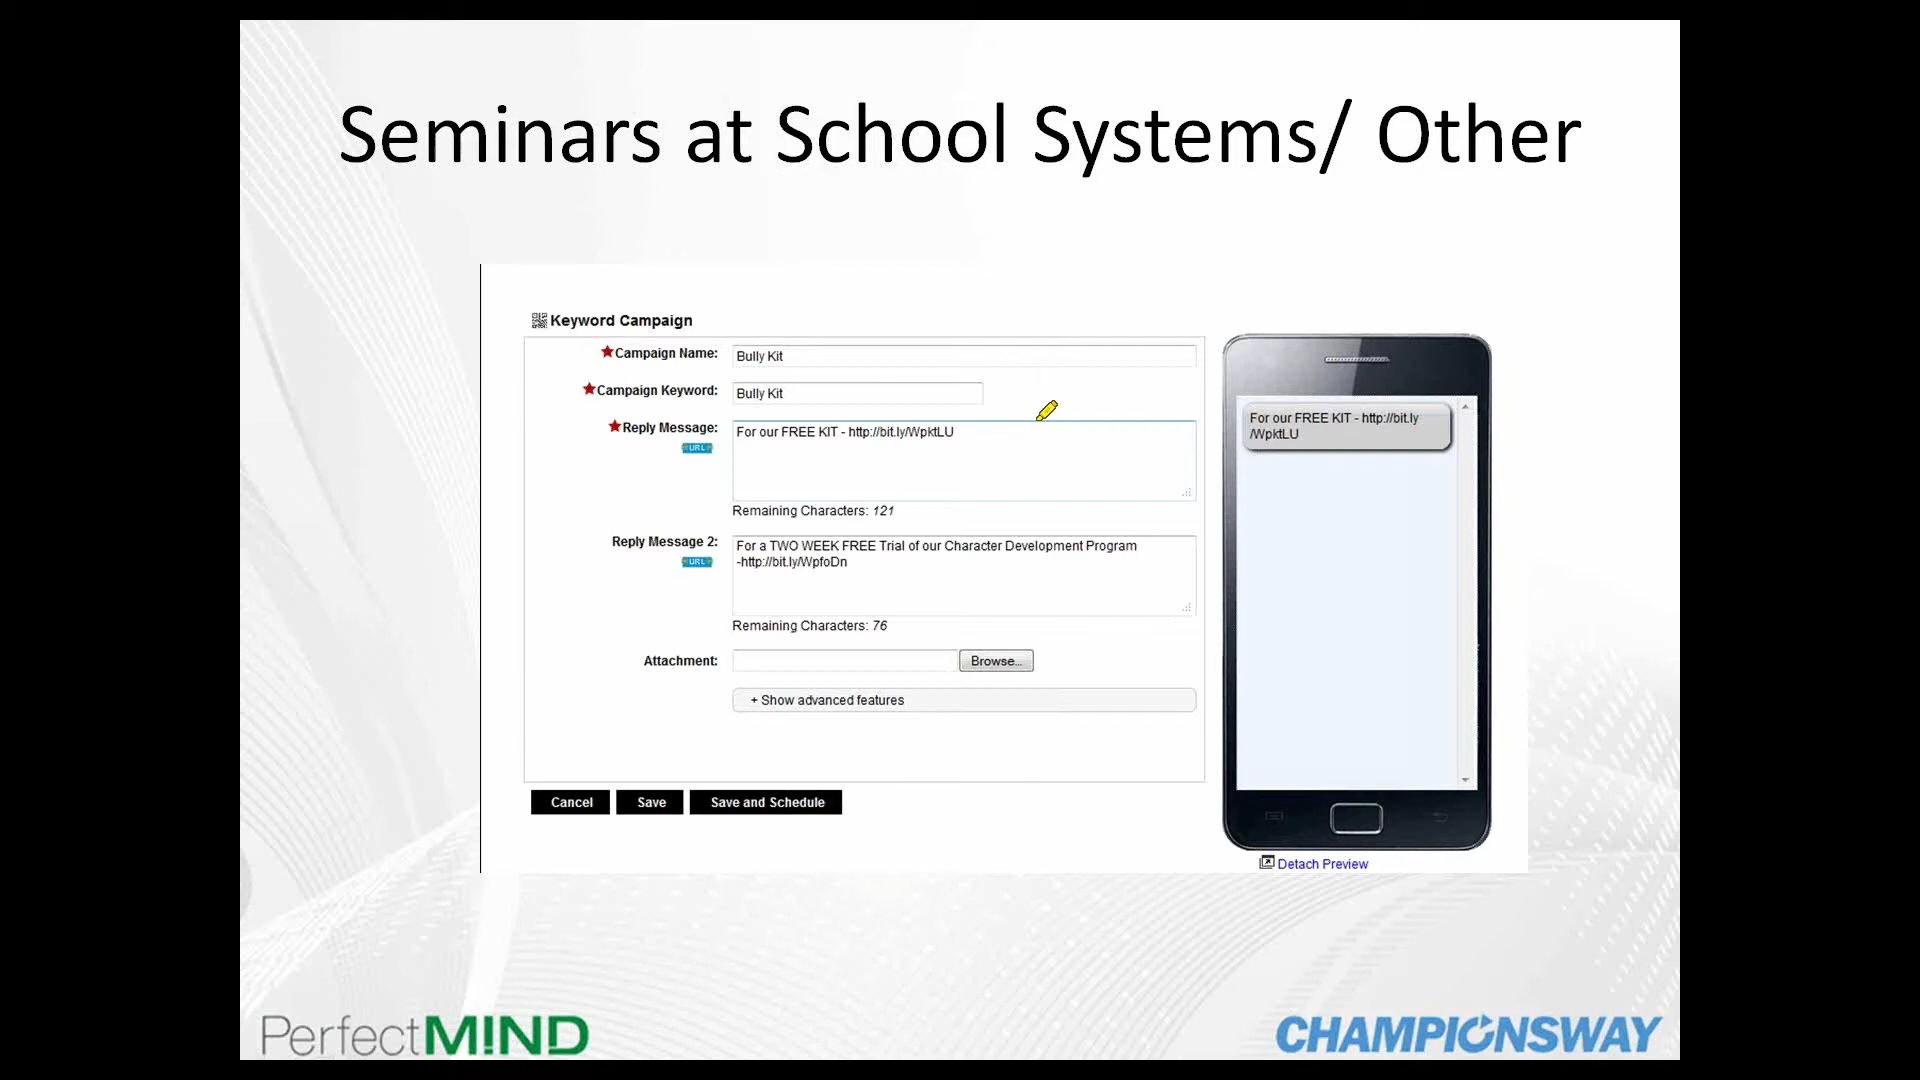 Seminars at School Systems/ Other
Keyword Campaign
★Campaign Name: Bully Kit
★Campaign Keyword: Bully Kit
★Reply Message: For our FREE KIT - http://bit.ly/WpktLU
URL
Remaining Characters: 121
Reply Message 2: For a TWO WEEK FREE Trial of our Character Development Program
-http://bit.ly/WpfoDn
URL
Remaining Characters: 76
Attachment: Browse...
+ Show advanced features
Cancel Save Save and Schedule
For our FREE KIT - http://bit.ly
/WpktLU
Detach Preview
PerfectM!ND
CHAMPIONSWAY